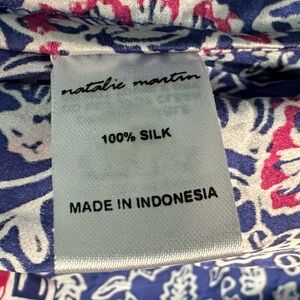 natalie martin
100% SILK
MADE IN INDONESIA